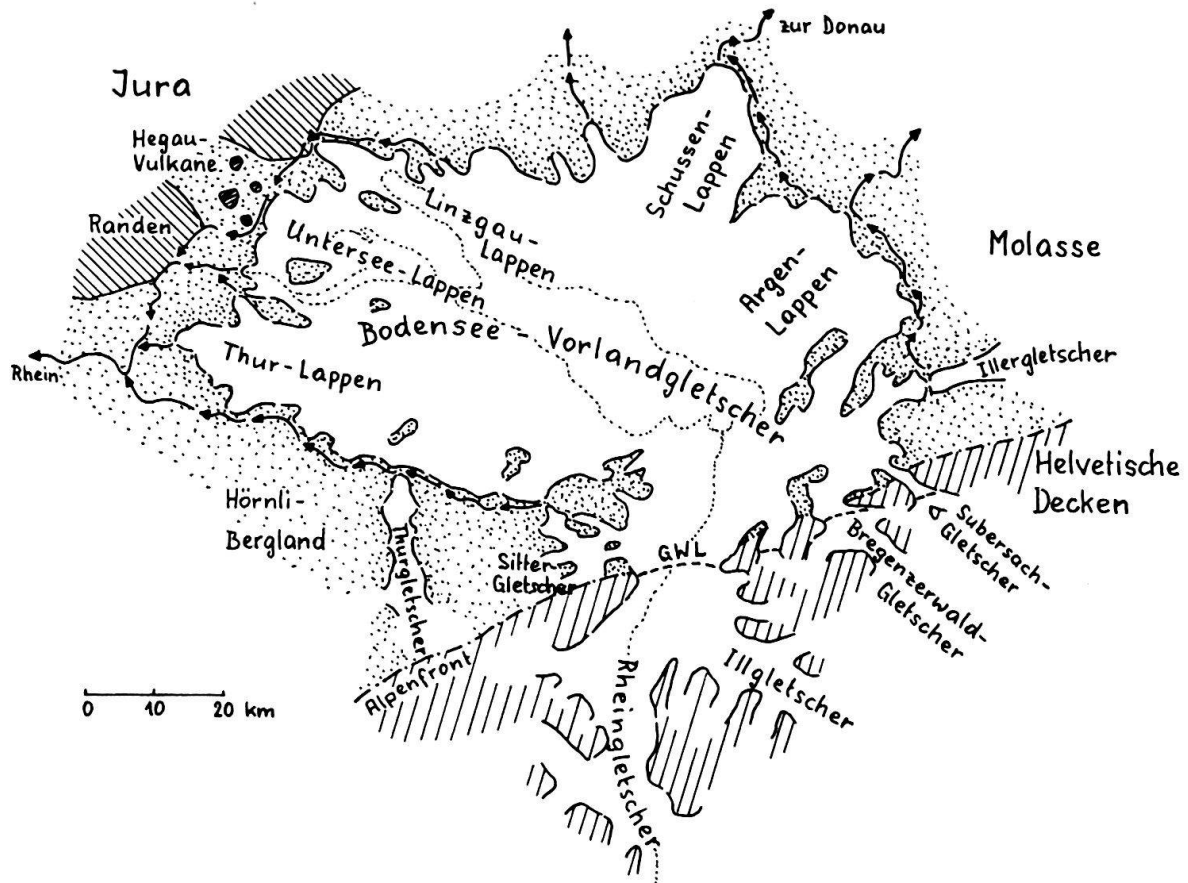 zur Donau
Jura
Hegau-
Vulkane
Randen
Schussen-
Lappen
Linzgau-
Lappen
Untersee-Lappen
Molasse
Argen-
Lappen
Bodensee-Vorlandgletscher
Thur-Lappen
Rhein
Illergletscher
Helvetische
Decken
Hörnli-
Bergland
Thurgletscher
Sitter-
Gletscher
GWL
Subersach-
Gletscher
Bregenzerwald-
Gletscher
Illgletscher
Alpenfront
Rheingletscher
0 10 20 km